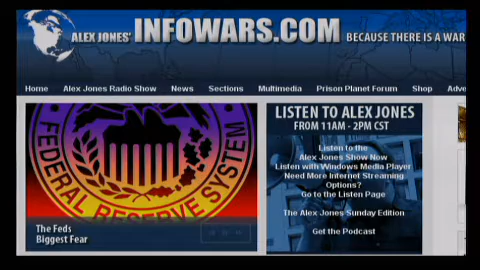 ALEX JONES' INFOWARS.COM BECAUSE THERE IS A WAR
Home Alex Jones Radio Show News Sections Multimedia Prison Planet Forum Shop Adve
FEDERAL RESERVE SYSTEM
The Feds
Biggest Fear
LISTEN TO ALEX JONES
FROM 11AM - 2PM CST
Listen to the
Alex Jones Show Now
Listen with Windows Media Player
Need More Internet Streaming
Options?
Go to the Listen Page
The Alex Jones Sunday Edition
Get the Podcast